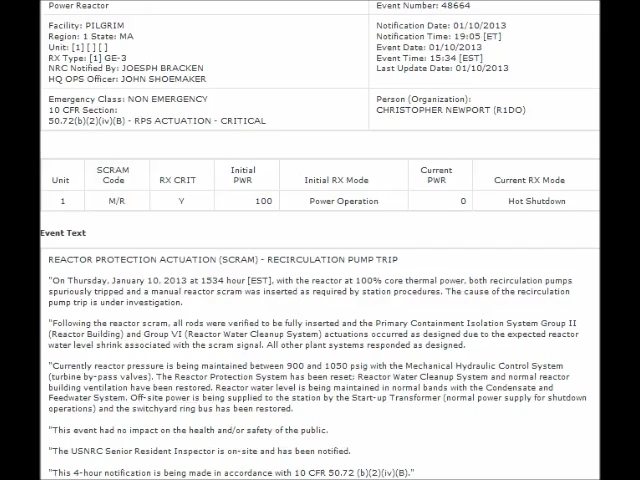 Power Reactor
Event Number: 48664
Facility: PILGRIM
Region: 1 State: MA
Unit: [1] [ ] [ ]
RX Type: [1] GE-3
NRC Notified By: JOESPH BRACKEN
HQ OPS Officer: JOHN SHOEMAKER
Notification Date: 01/10/2013
Notification Time: 19:05 [ET]
Event Date: 01/10/2013
Event Time: 15:34 [EST]
Last Update Date: 01/10/2013
Emergency Class: NON EMERGENCY
10 CFR Section:
50.72(b)(2)(iv)(B) - RPS ACTUATION - CRITICAL
Person (Organization):
CHRISTOPHER NEWPORT (R1DO)
Unit
SCRAM
Code
RX CRIT
Initial
PWR
Initial RX Mode
Current
PWR
Current RX Mode
1
M/R
Y
100
Power Operation
0
Hot Shutdown
Event Text
REACTOR PROTECTION ACTUATION (SCRAM) - RECIRCULATION PUMP TRIP
"On Thursday, January 10. 2013 at 1534 hour [EST], with the reactor at 100% core thermal power, both recirculation pumps
spuriously tripped and a manual reactor scram was inserted as required by station procedures. The cause of the recirculation
pump trip is under investigation.
"Following the reactor scram, all rods were verified to be fully inserted and the Primary Containment Isolation System Group II
(Reactor Building) and Group VI (Reactor Water Cleanup System) actuations occurred as designed due to the expected reactor
water level shrink associated with the scram signal. All other plant systems responded as designed.
"Currently reactor pressure is being maintained between 900 and 1050 psig with the Mechanical Hydraulic Control System
(turbine by-pass valves). The Reactor Protection System has been reset: Reactor Water Cleanup System and normal reactor
building ventilation have been restored. Reactor water level is being maintained in normal bands with the Condensate and
Feedwater System. Off-site power is being supplied to the station by the Start-up Transformer (normal power supply for shutdown
operations) and the switchyard ring bus has been restored.
"This event had no impact on the health and/or safety of the public.
"The USNRC Senior Resident Inspector is on-site and has been notified.
"This 4-hour notification is being made in accordance with 10 CFR 50.72 (b)(2)(iv)(B)."